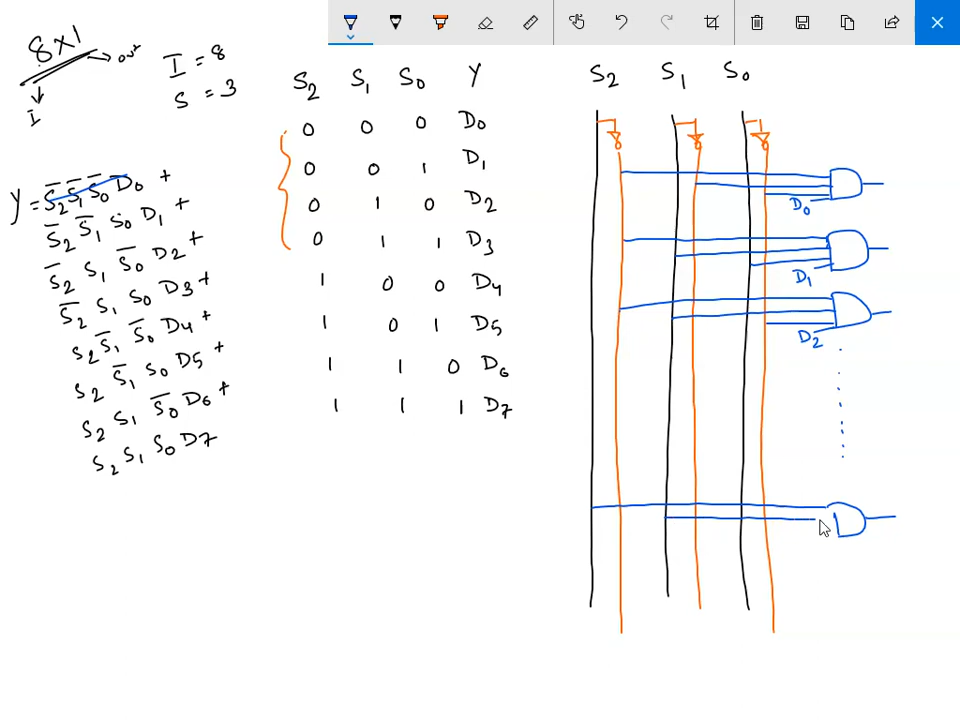 8x1
out
I
I = 8
S = 3
S2 S1 S0 Y
0 0 0 D0
0 0 1 D1
0 1 0 D2
0 1 1 D3
1 0 0 D4
1 0 1 D5
1 1 0 D6
1 1 1 D7
Y = S̅2 S̅1 S̅0 D0 +
S̅2 S̅1 S0 D1 +
S̅2 S1 S̅0 D2 +
S̅2 S1 S0 D3 +
S2 S̅1 S̅0 D4 +
S2 S̅1 S0 D5 +
S2 S1 S̅0 D6 +
S2 S1 S0 D7
S2 S1 S0
D0
D1
D2